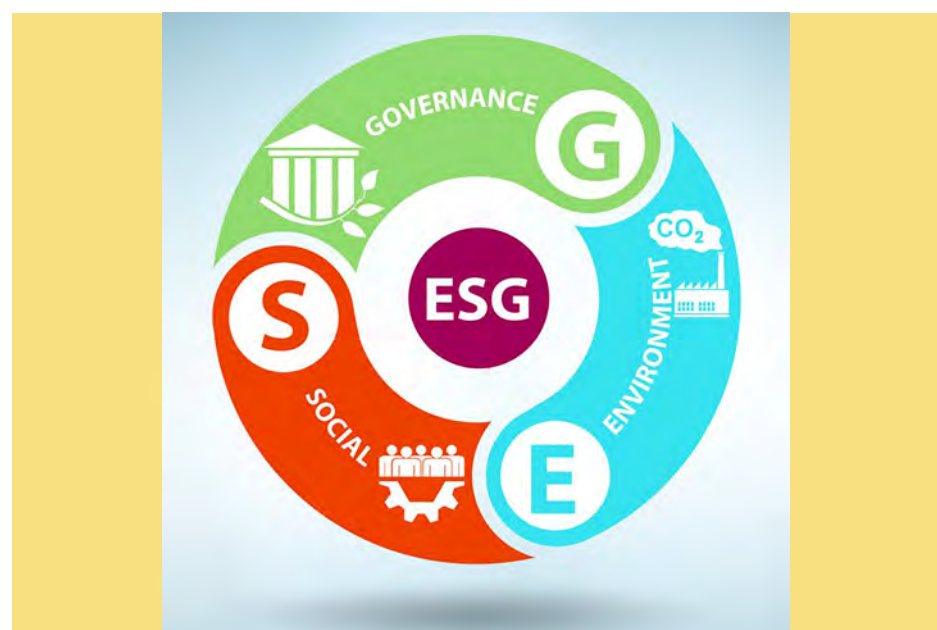 GOVERNANCE
G
CO₂
ENVIRONMENT
ESG
S
SOCIAL
E